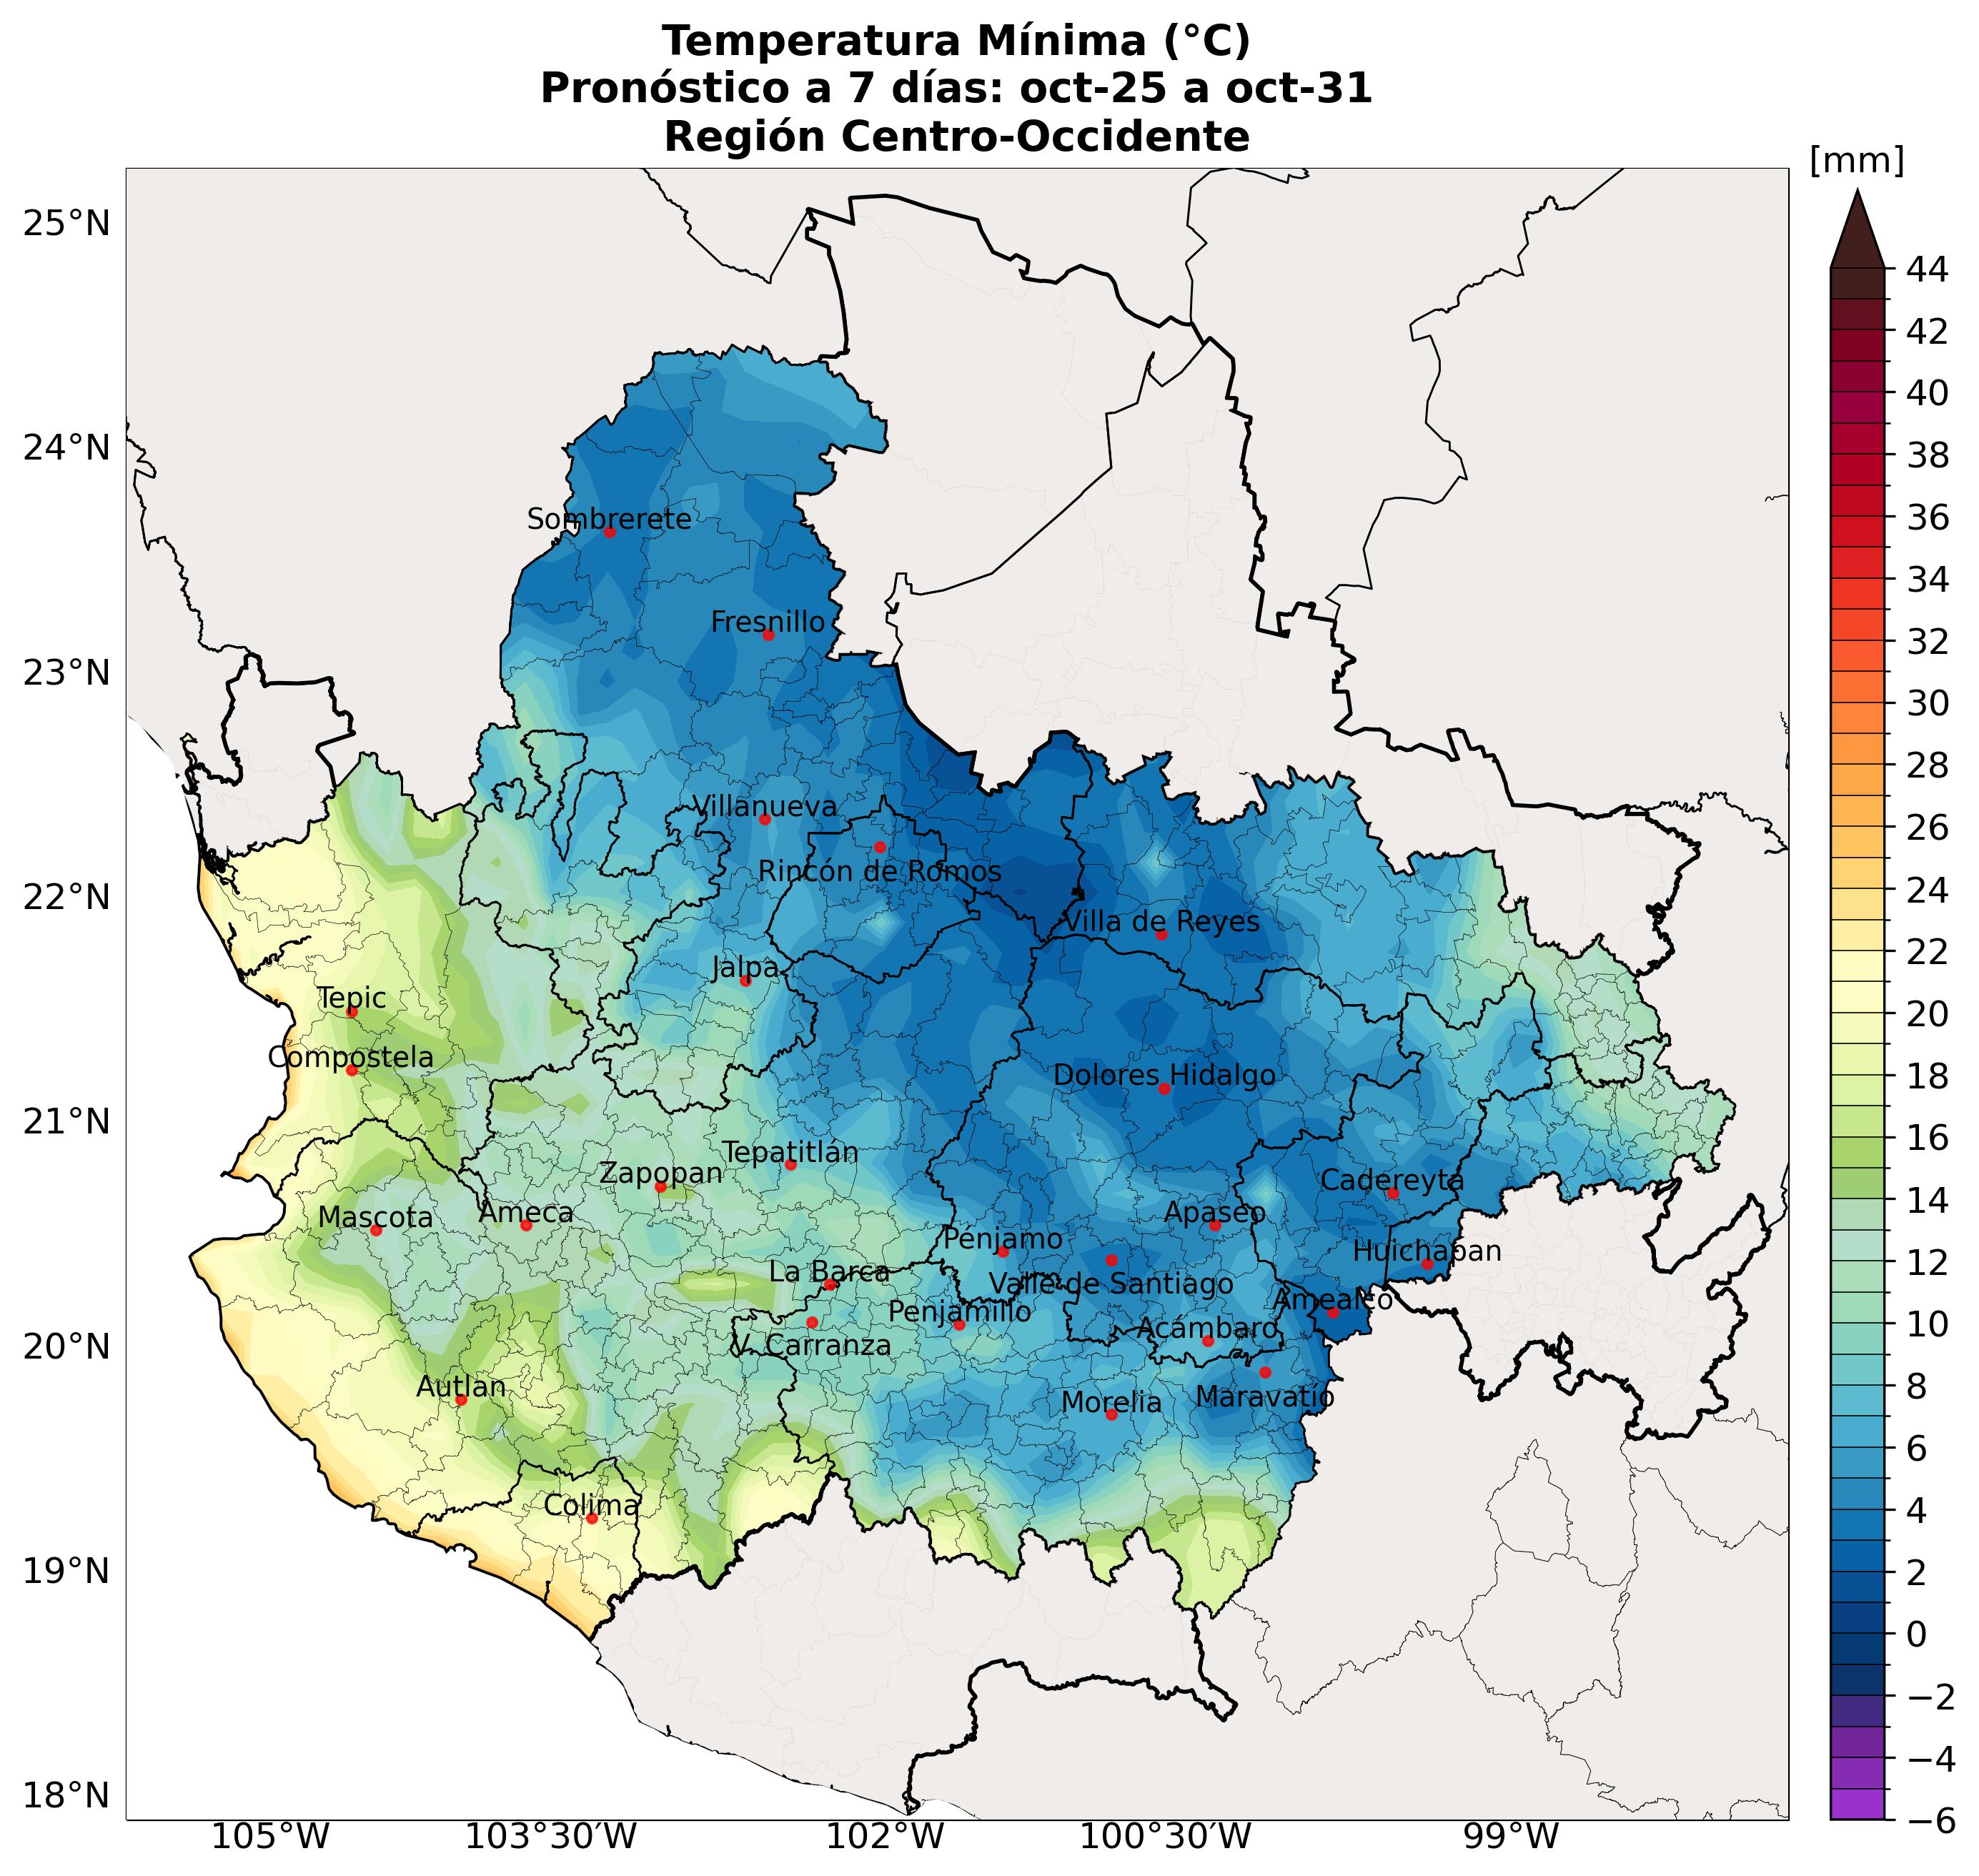 Temperatura Mínima (°C)
Pronóstico a 7 días: oct-25 a oct-31
Región Centro-Occidente
[mm]
25°N
24°N
23°N
22°N
21°N
20°N
19°N
18°N
Sombrerete
Fresnillo
Villanueva
Rincón de Romos
Villa de Reyes
Jalpa
Tepic
Compostela
Dolores Hidalgo
Tepatitlán
Zapopan
Cadereyta
Mascota
Ameca
Apaseo
Pénjamo
Huichapan
La Barca
Valle de Santiago
Amealco
Penjamillo
Acámbaro
V. Carranza
Autlan
Morelia
Maravatío
Colima
44
42
40
38
36
34
32
30
28
26
24
22
20
18
16
14
12
10
8
6
4
2
0
−2
−4
−6
105°W
103°30'W
102°W
100°30'W
99°W